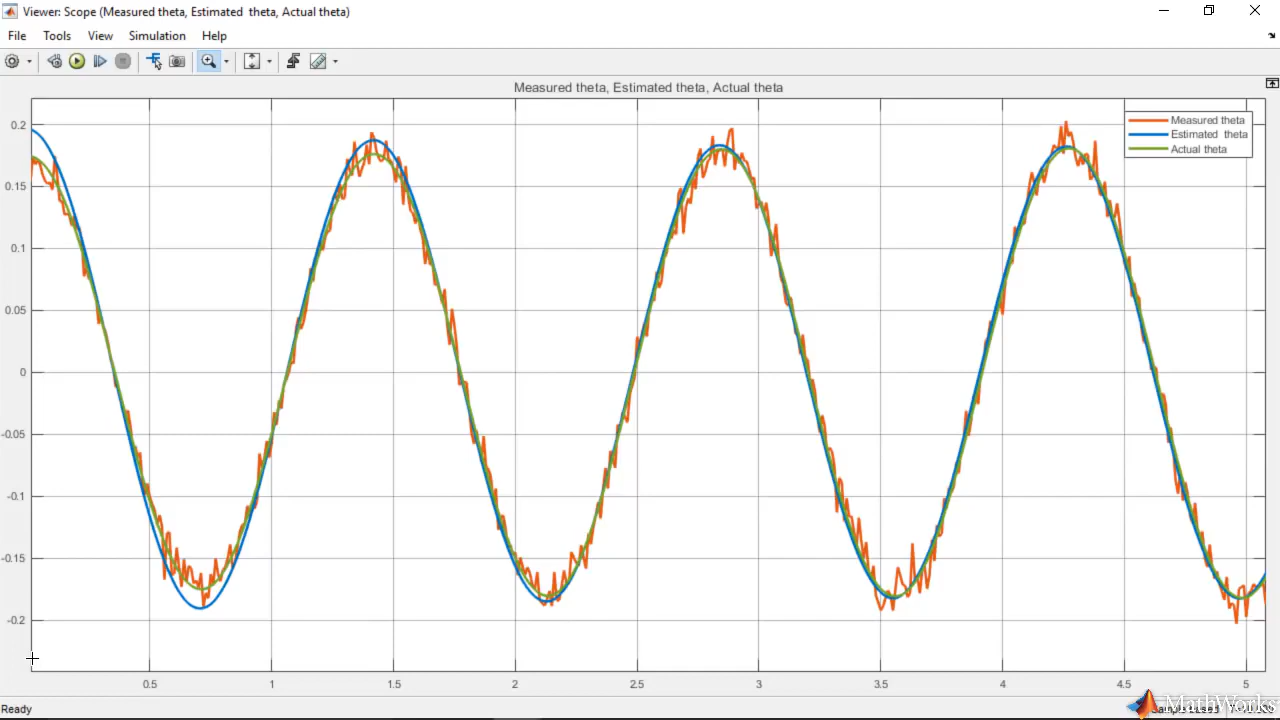 Viewer: Scope (Measured theta, Estimated  theta, Actual theta)
File Tools View Simulation Help
Measured theta, Estimated theta, Actual theta
Measured theta
Estimated  theta
Actual theta
0.2
0.15
0.1
0.05
0
-0.05
-0.1
-0.15
-0.2
0.5 1 1.5 2 2.5 3 3.5 4 4.5 5
Ready
MathWorks